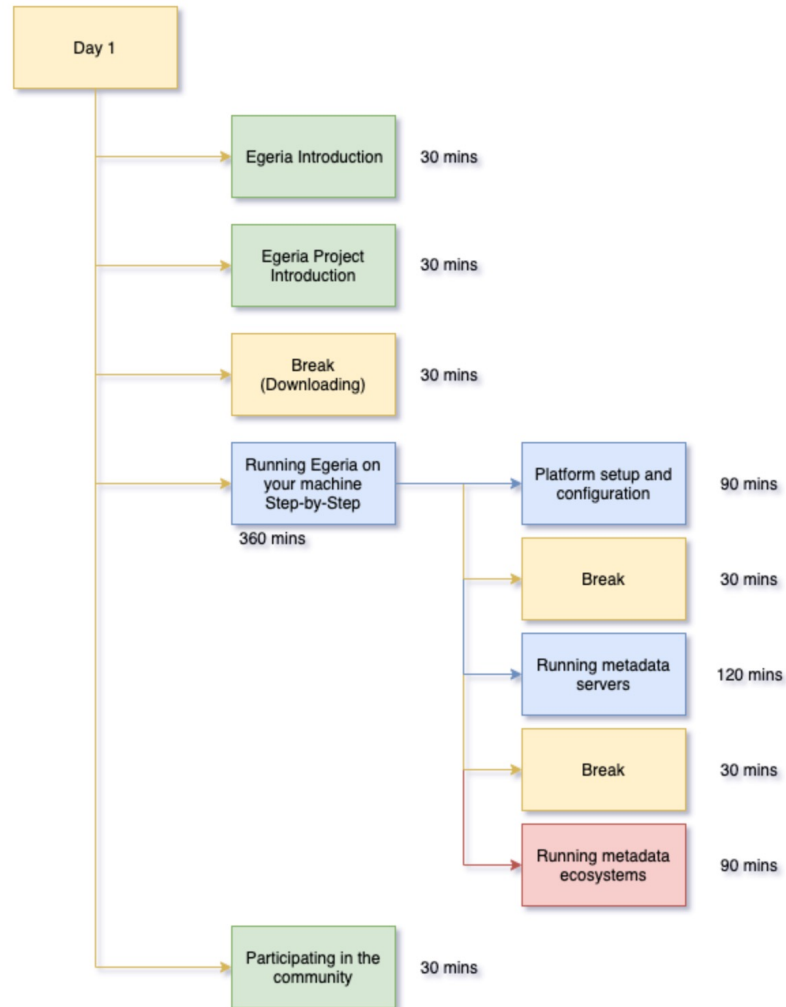 Day 1
Egeria Introduction
30 mins
Egeria Project
Introduction
30 mins
Break
(Downloading)
30 mins
Running Egeria on
your machine
Step-by-Step
360 mins
Platform setup and
configuration
90 mins
Break
30 mins
Running metadata
servers
120 mins
Break
30 mins
Running metadata
ecosystems
90 mins
Participating in the
community
30 mins